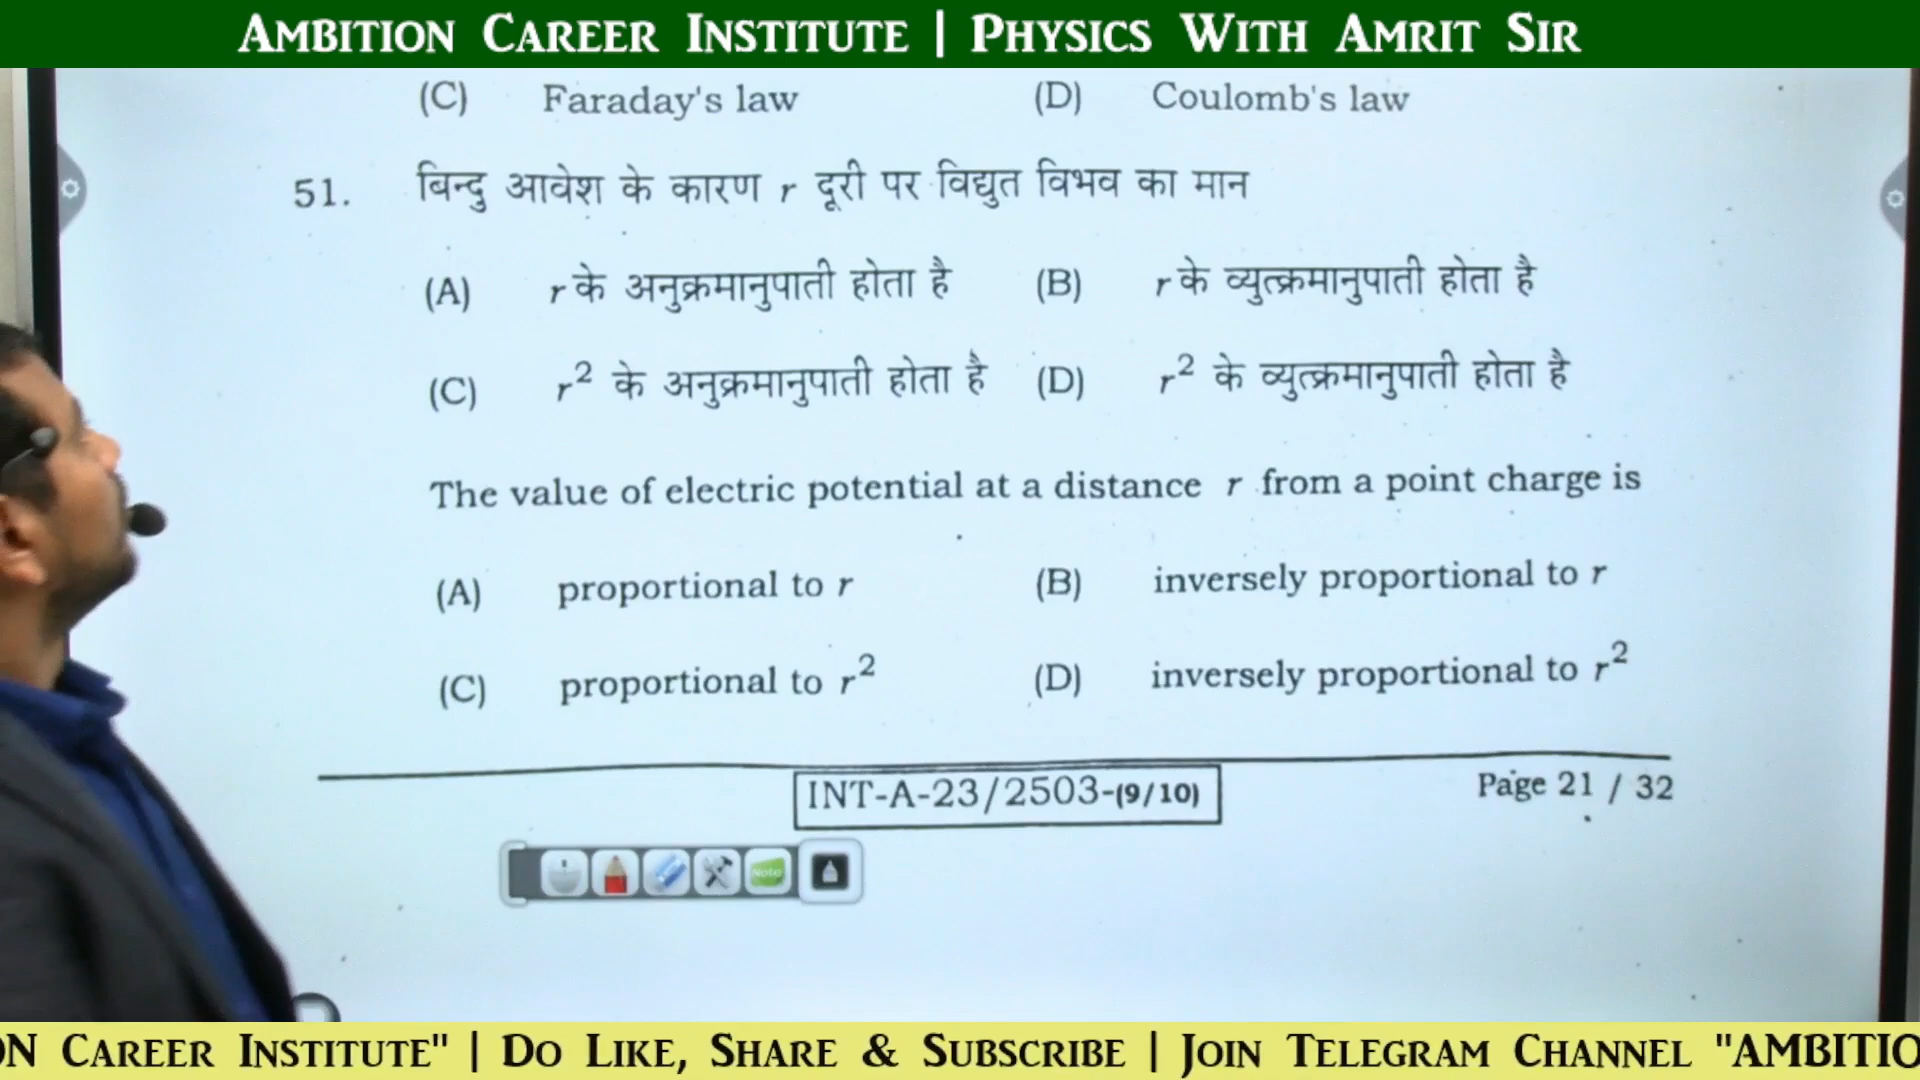 Ambition Career Institute | Physics With Amrit Sir
(C) Faraday's law (D) Coulomb's law
51. बिन्दु आवेश के कारण r दूरी पर विद्युत विभव का मान
(A) r के अनुक्रमानुपाती होता है (B) r के व्युत्क्रमानुपाती होता है
(C) r² के अनुक्रमानुपाती होता है (D) r² के व्युत्क्रमानुपाती होता है
The value of electric potential at a distance r from a point charge is
(A) proportional to r (B) inversely proportional to r
(C) proportional to r² (D) inversely proportional to r²
INT-A-23/2503-(9/10) Page 21 / 32
Note
ON Career Institute" | Do Like, Share & Subscribe | Join Telegram Channel "AMBITIO